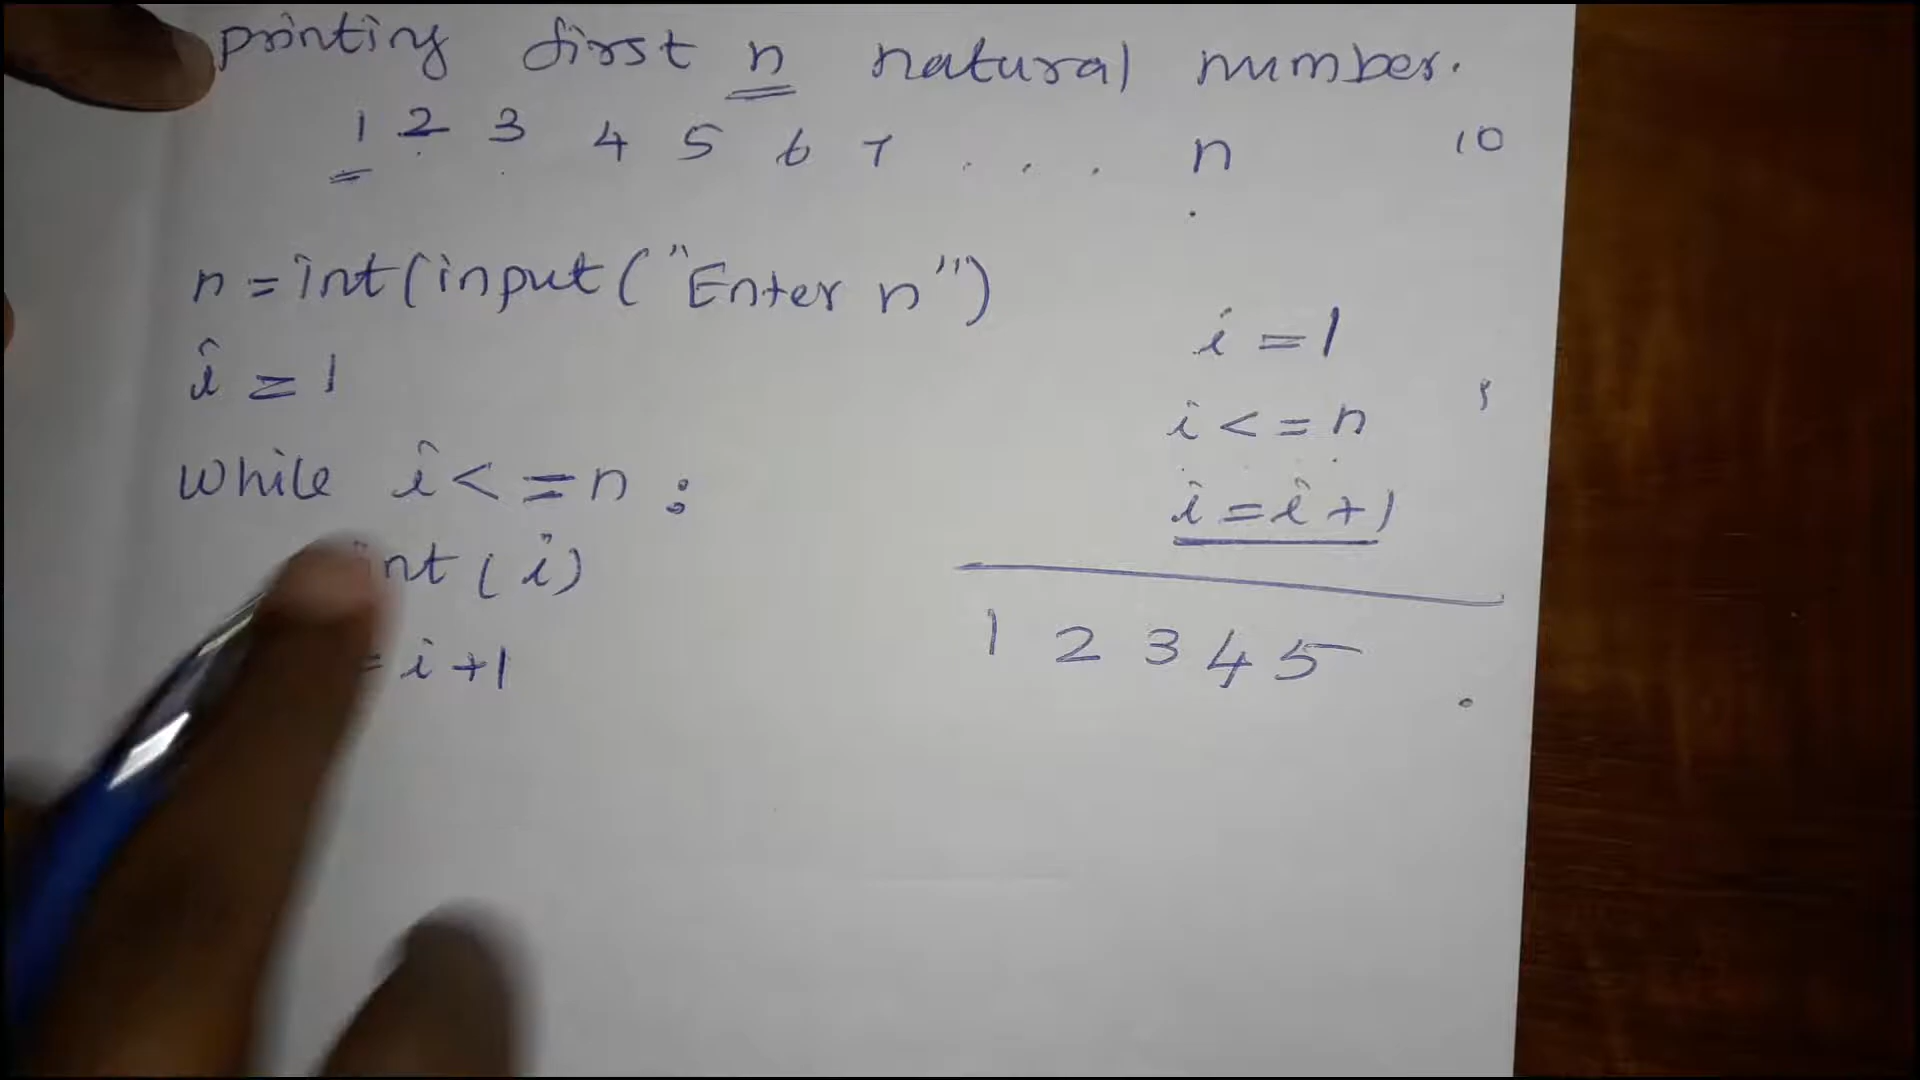 printing first n natural number.
1 2 3 4 5 6 7 . . . n 10
n = int(input("Enter n")
i = 1
while i <= n :
int(i)
= i +1
i = 1
i <= n
i = i +1
1 2 3 4 5